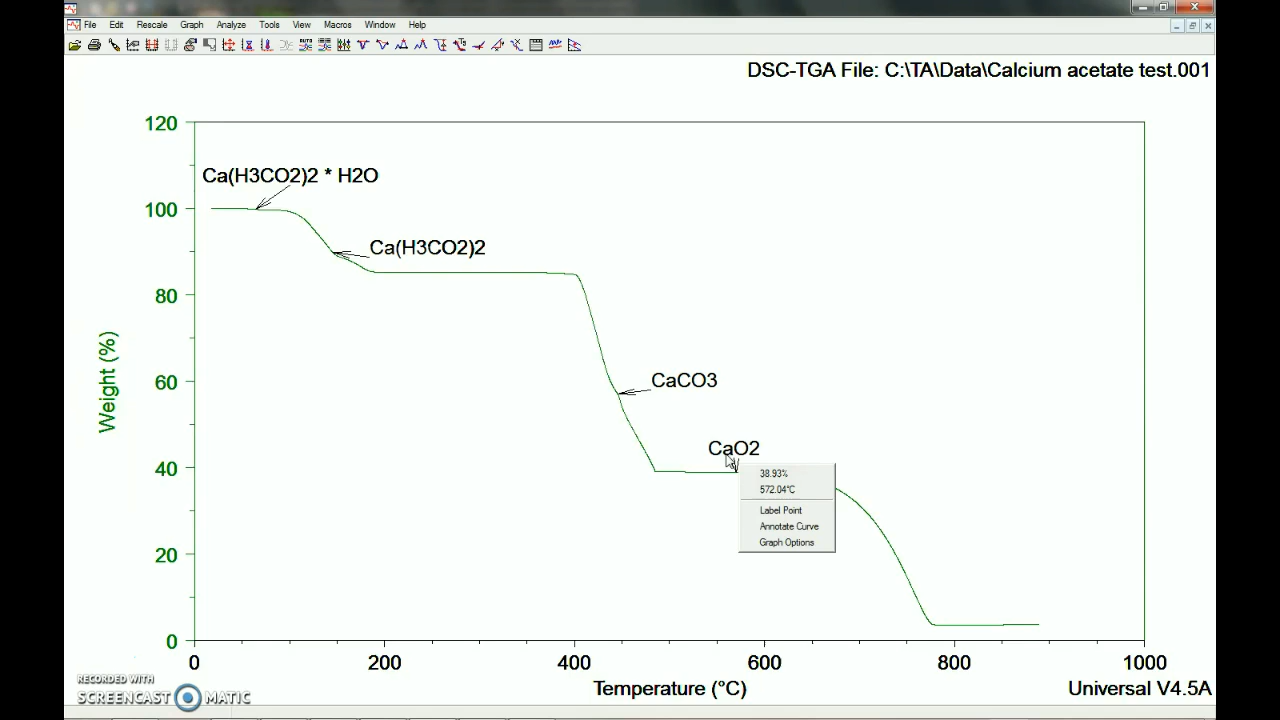 File Edit Rescale Graph Analyze Tools View Macros Window Help
DSC-TGA File: C:\TA\Data\Calcium acetate test.001
120
Ca(H3CO2)2 * H2O
100
Ca(H3CO2)2
80
Weight (%)
60
CaCO3
CaO2
40
38.93%
572.04°C
Label Point
Annotate Curve
Graph Options
20
0
0 200 400 600 800 1000
Temperature (°C)
Universal V4.5A
RECORDED WITH
SCREENCAST MATIC